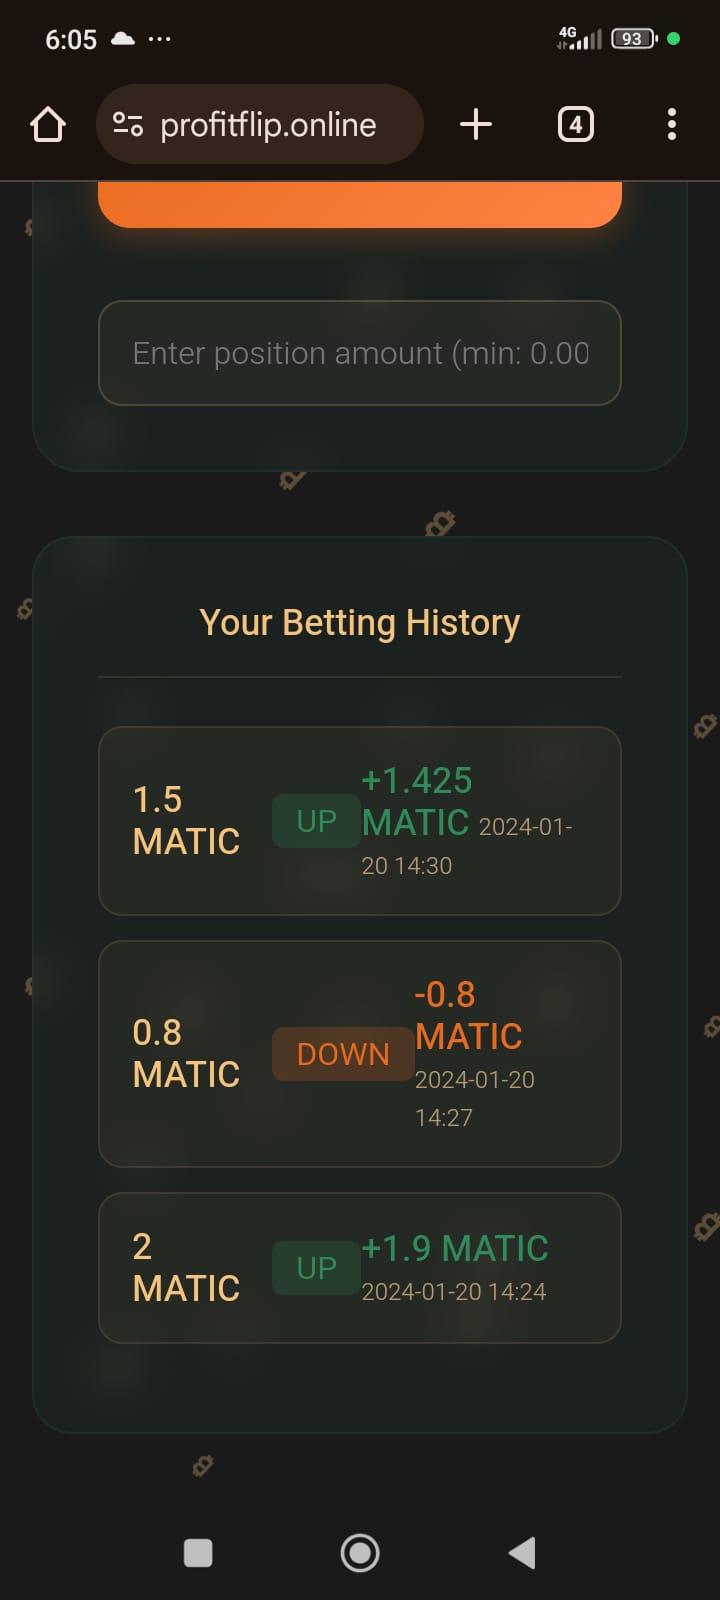 6:05
4G
93
profitflip.online
4
Enter position amount (min: 0.00
Your Betting History
1.5
MATIC
UP
+1.425
MATIC 2024-01-
20 14:30
0.8
MATIC
DOWN
-0.8
MATIC
2024-01-20
14:27
2
MATIC
UP
+1.9 MATIC
2024-01-20 14:24